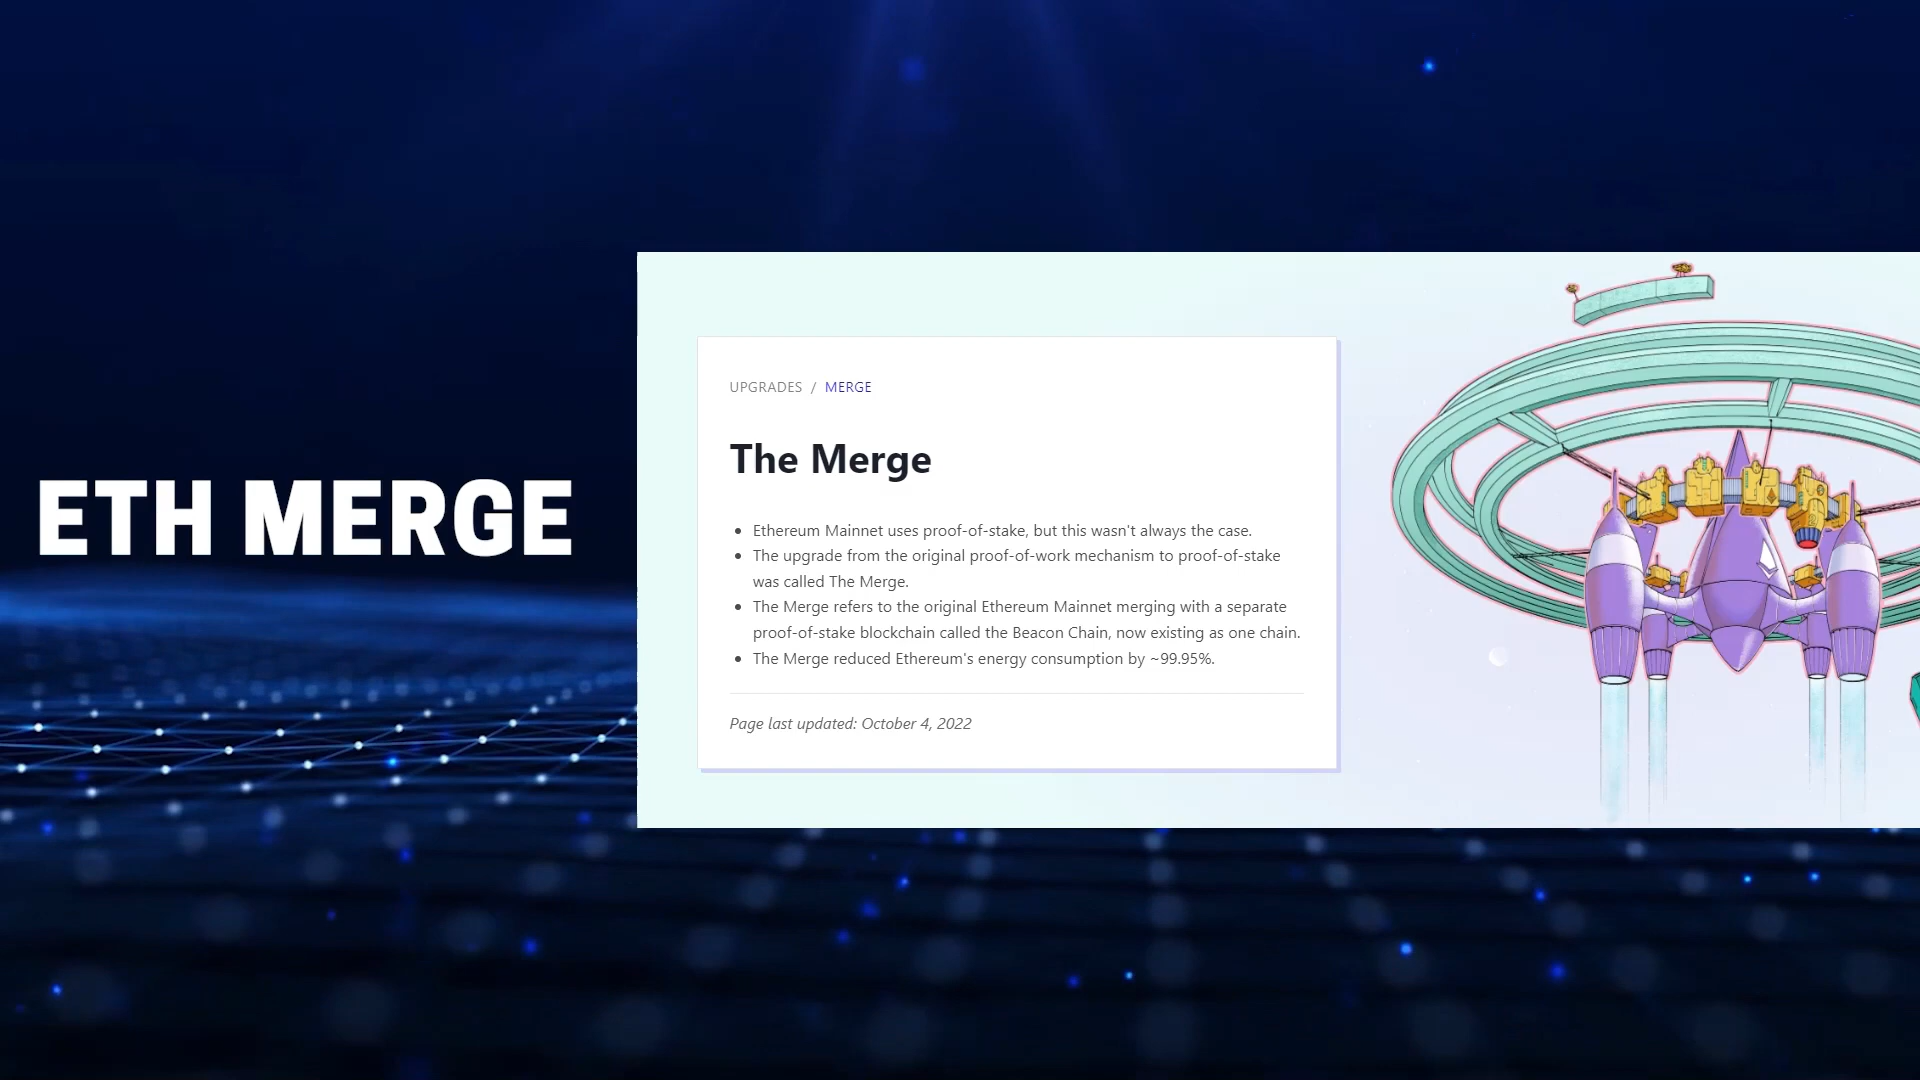 ETH MERGE
UPGRADES / MERGE
The Merge
• Ethereum Mainnet uses proof-of-stake, but this wasn't always the case.
• The upgrade from the original proof-of-work mechanism to proof-of-stake
was called The Merge.
• The Merge refers to the original Ethereum Mainnet merging with a separate
proof-of-stake blockchain called the Beacon Chain, now existing as one chain.
• The Merge reduced Ethereum's energy consumption by ~99.95%.
Page last updated: October 4, 2022